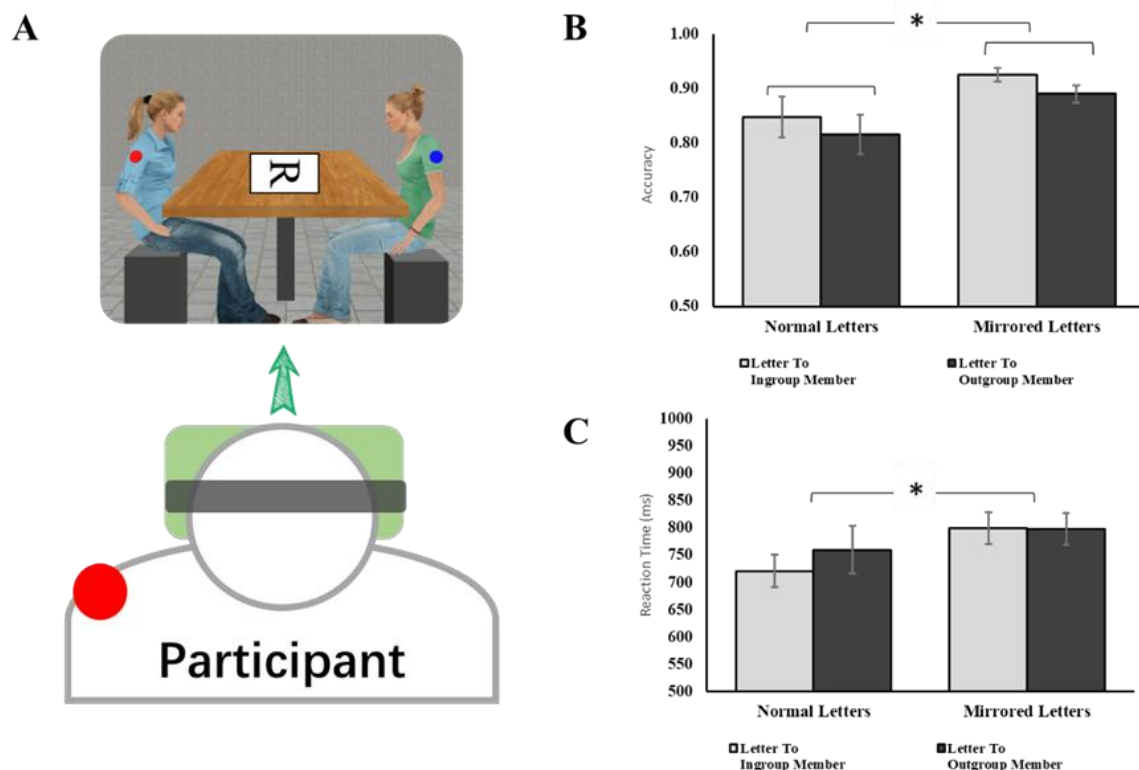 A
R
Participant
B
*
1.00
0.90
0.80
0.70
0.60
0.50
Accuracy
Normal Letters
Mirrored Letters
Letter To
Ingroup Member
Letter To
Outgroup Member
C
*
1000
950
900
850
800
750
700
650
600
550
500
Reaction Time (ms)
Normal Letters
Mirrored Letters
Letter To
Ingroup Member
Letter To
Outgroup Member